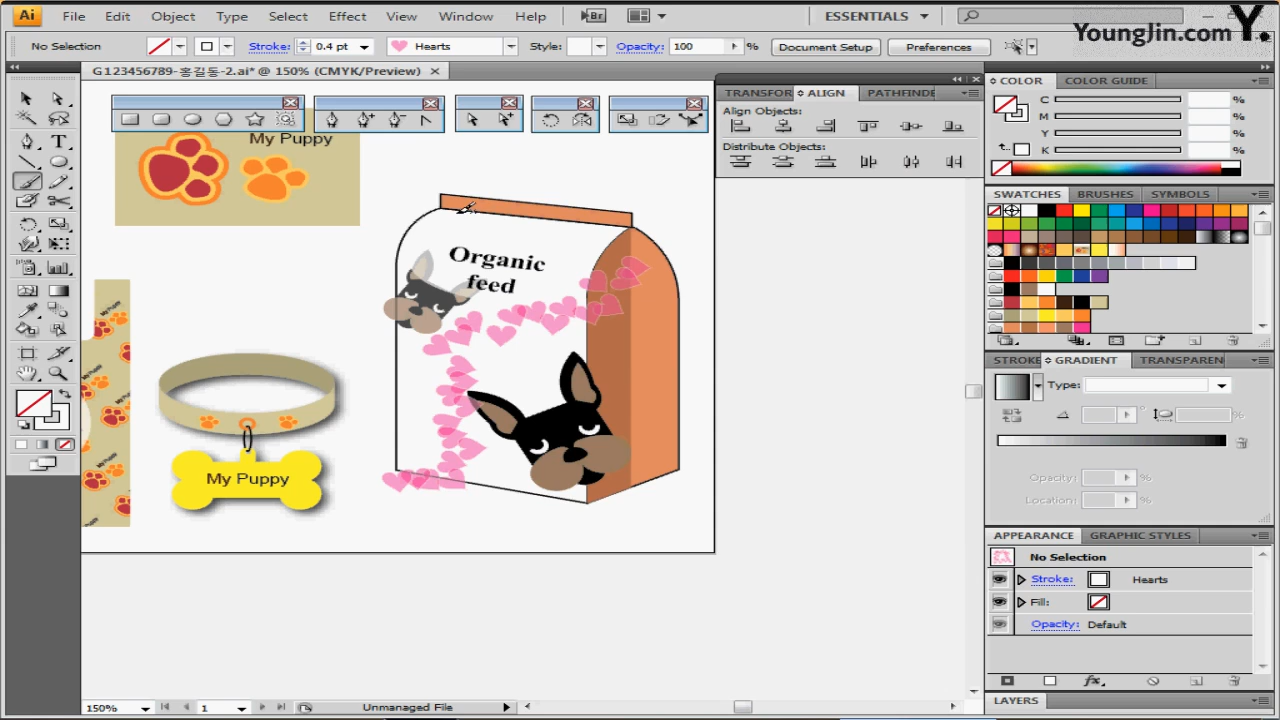 Ai File Edit Object Type Select Effect View Window Help Br ESSENTIALS
YoungJin.com Y.
No Selection Stroke: 0.4 pt Hearts Style: Opacity: 100 % Document Setup Preferences
G123456789-홍길동-2.ai* @ 150% (CMYK/Preview)
TRANSFOR ALIGN PATHFINDE
Align Objects:
Distribute Objects:
COLOR COLOR GUIDE
C %
M %
Y %
K %
SWATCHES BRUSHES SYMBOLS
My Puppy
Organic
feed
My Puppy
STROKE GRADIENT TRANSPAREN
Type:
Opacity: %
Location: %
APPEARANCE GRAPHIC STYLES
No Selection
Stroke: Hearts
Fill:
Opacity: Default
fx
LAYERS
150% 1 Unmanaged File